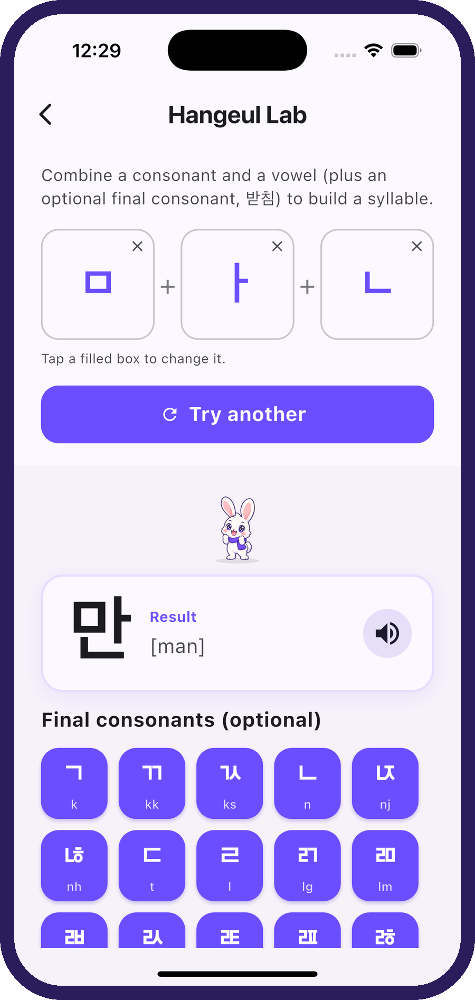 12:29
Hangeul Lab
Combine a consonant and a vowel (plus an
optional final consonant, 받침) to build a syllable.
ㅁ + ㅏ + ㄴ
Tap a filled box to change it.
Try another
만
Result
[man]
Final consonants (optional)
ㄱ ㄲ ㄳ ㄴ ㄵ
k kk ks n nj
ㄶ ㄷ ㄹ ㄺ ㄻ
nh t l lg lm
ㄼ ㄽ ㄾ ㄿ ㅀ